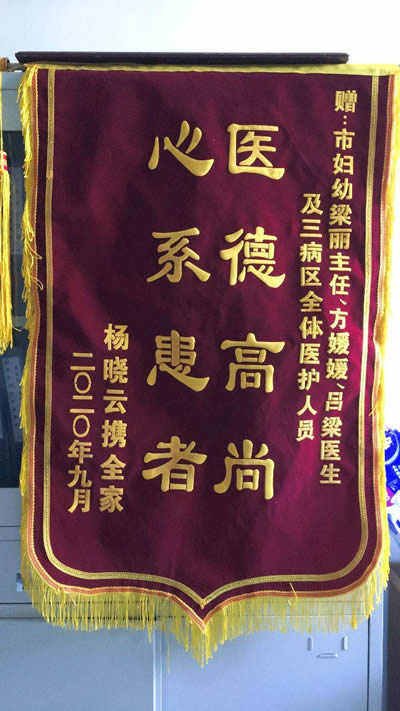 赠:市妇幼梁丽主任、方嫒嫒、吕梁医生
及三病区全体医护人员
医德高尚
心系患者
杨晓云携全家
二〇二〇年九月